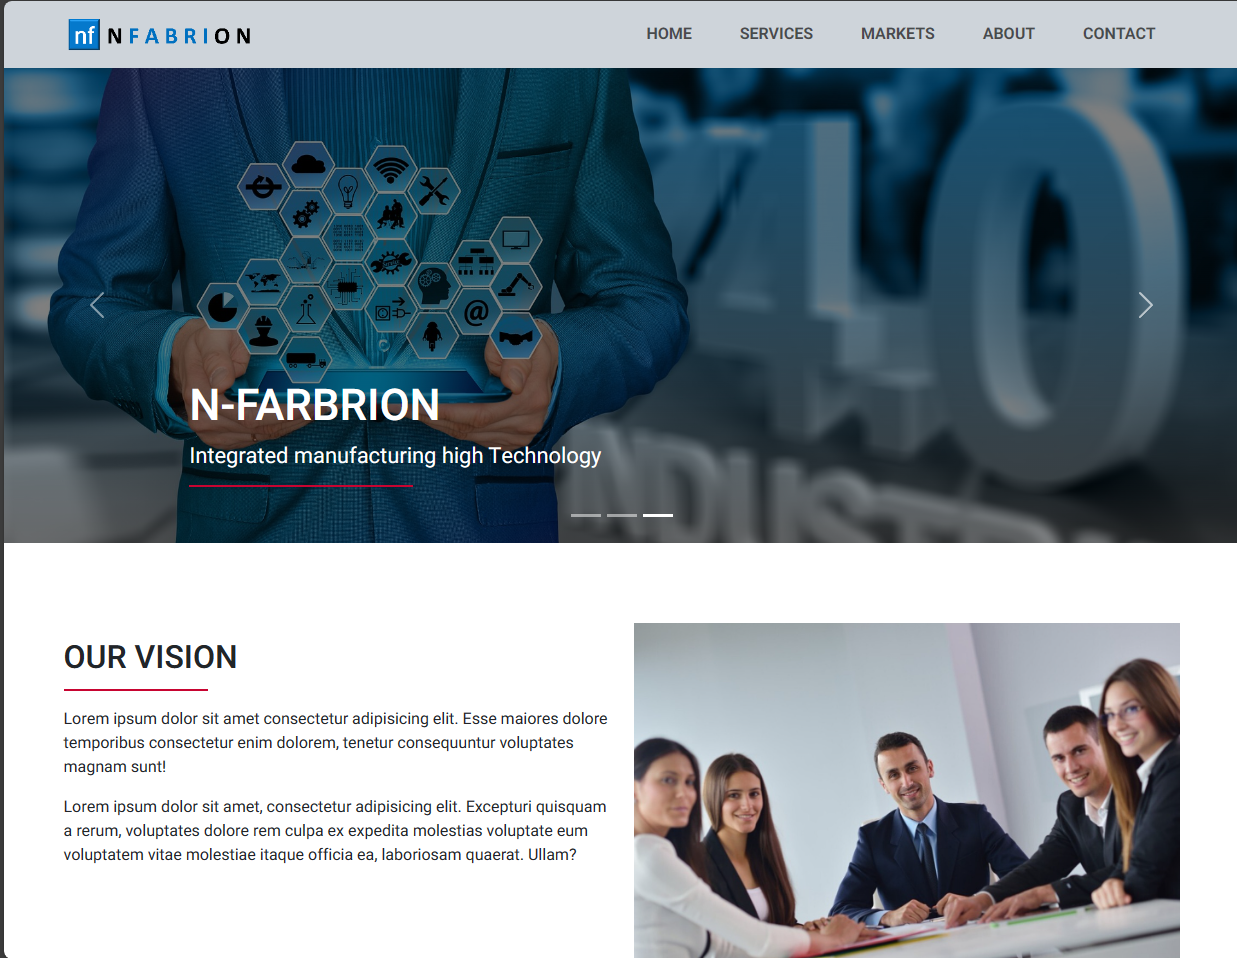 nf NFABRION
HOME SERVICES MARKETS ABOUT CONTACT
4.0
@
INDUSTR
N-FARBRION
Integrated manufacturing high Technology
OUR VISION
Lorem ipsum dolor sit amet consectetur adipisicing elit. Esse maiores dolore
temporibus consectetur enim dolorem, tenetur consequuntur voluptates
magnam sunt!
Lorem ipsum dolor sit amet, consectetur adipisicing elit. Excepturi quisquam
a rerum, voluptates dolore rem culpa ex expedita molestias voluptate eum
voluptatem vitae molestiae itaque officia ea, laboriosam quaerat. Ullam?